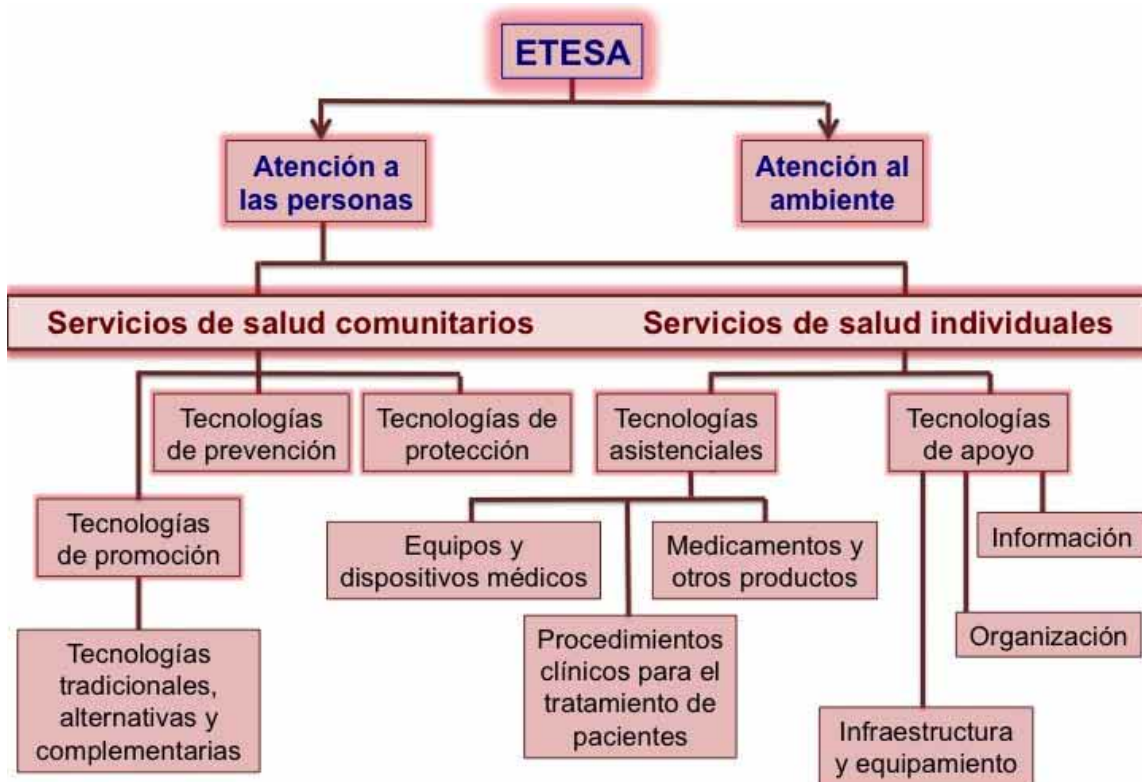 ETESA
Atención a
las personas
Atención al
ambiente
Servicios de salud comunitarios
Servicios de salud individuales
Tecnologías
de prevención
Tecnologías de
protección
Tecnologías
asistenciales
Tecnologías
de apoyo
Tecnologías
de promoción
Equipos y
dispositivos médicos
Medicamentos y
otros productos
Información
Procedimientos
clínicos para el
tratamiento de
pacientes
Organización
Tecnologías
tradicionales,
alternativas y
complementarias
Infraestructura
y equipamiento